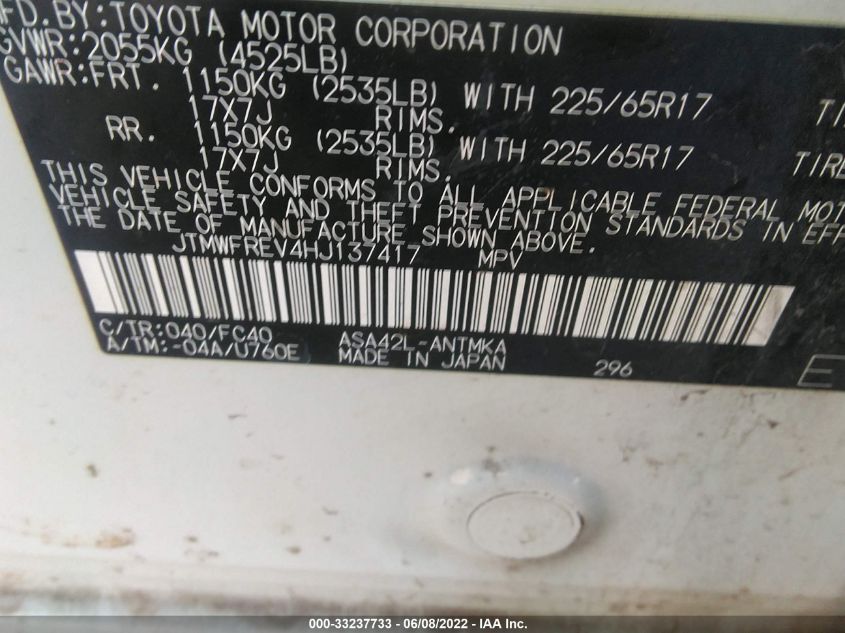 MFD.BY:TOYOTA MOTOR CORPORATION
GVWR:2055KG (4525LB)
GAWR:FRT. 1150KG (2535LB) WITH 225/65R17
17X7J RIMS.
RR. 1150KG (2535LB) WITH 225/65R17 TIRE
17X7J RIMS.
THIS VEHICLE CONFORMS TO ALL APPLICABLE FEDERAL MOT
VEHICLE SAFETY AND THEFT PREVENTION STANDARDS IN EFF
THE DATE OF MANUFACTURE SHOWN ABOVE.
JTMWFREV4HJ137417 MPV
C/TR:040/FC40 ASA42L-ANTMKA
A/TM:-04A/U760E MADE IN JAPAN 296
000-33237733 - 06/08/2022 - IAA Inc.